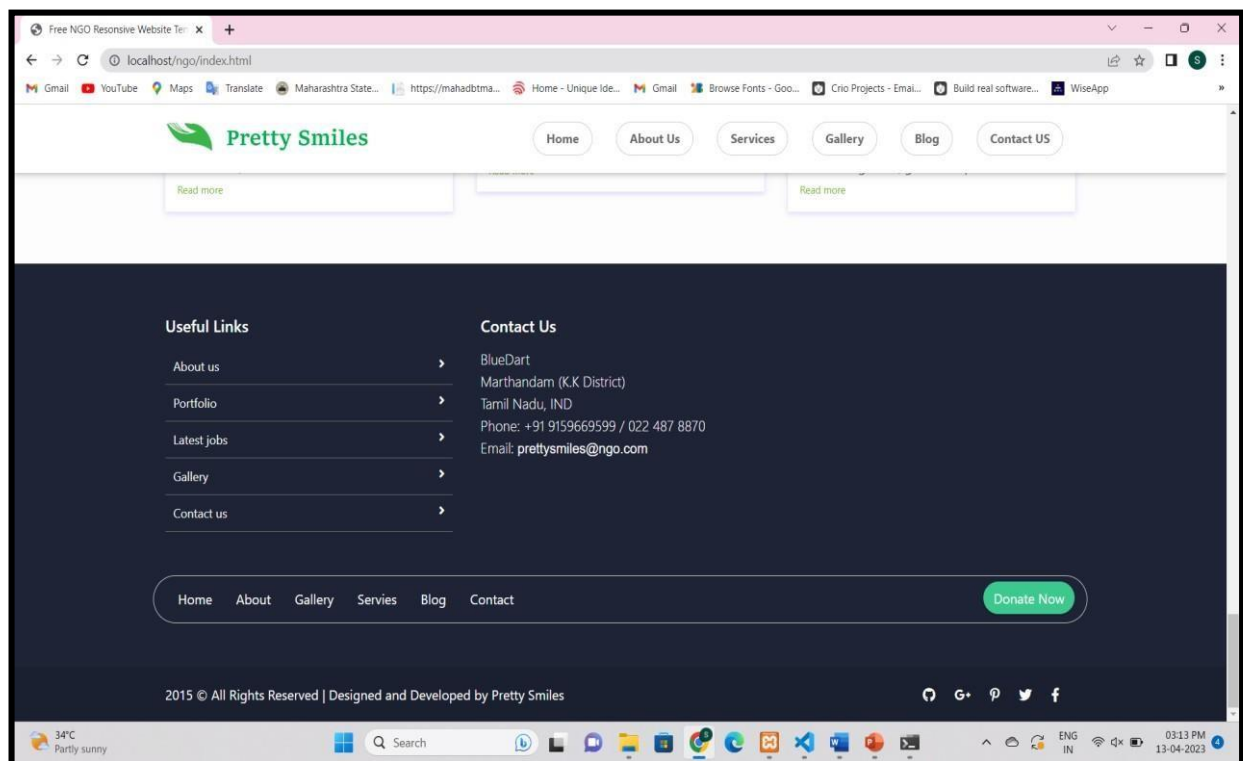 Free NGO Resonsive Website Ter
localhost/ngo/index.html
S
Gmail YouTube Maps Translate Maharashtra State... https://mahadbtma... Home - Unique Ide... Gmail Browse Fonts - Goo... Crio Projects - Emai... Build real software... WiseApp »
Pretty Smiles Home About Us Services Gallery Blog Contact US
Read more Read more
Useful Links
About us
Portfolio
Latest jobs
Gallery
Contact us
Contact Us
BlueDart
Marthandam (K.K District)
Tamil Nadu, IND
Phone: +91 9159669599 / 022 487 8870
Email: prettysmiles@ngo.com
Home About Gallery Servies Blog Contact Donate Now
2015 © All Rights Reserved | Designed and Developed by Pretty Smiles
34°C
Partly sunny
Search
ENG
IN
03:13 PM
13-04-2023
4